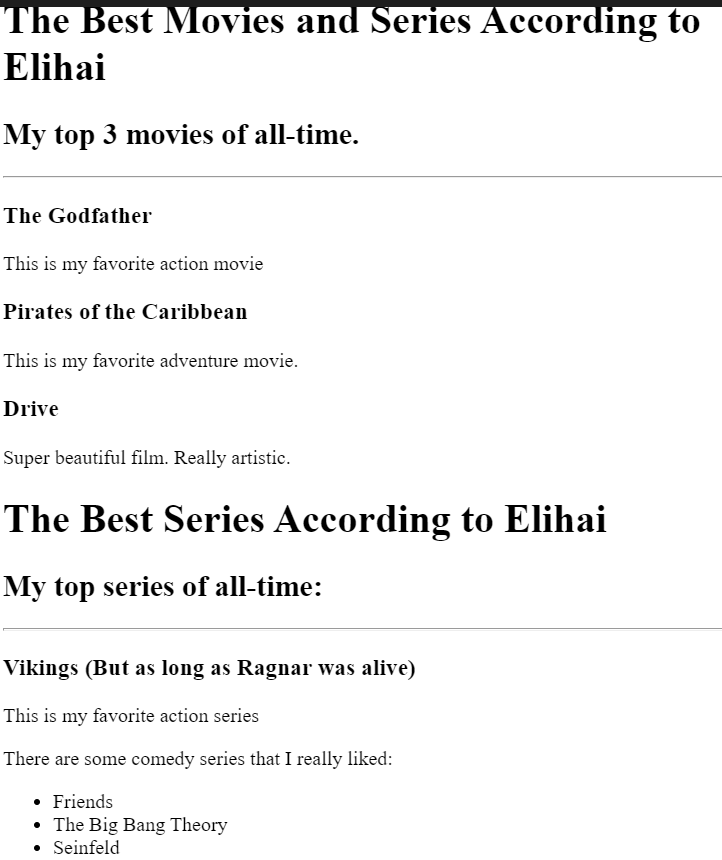 The Best Movies and Series According to
Elihai
My top 3 movies of all-time.
The Godfather
This is my favorite action movie
Pirates of the Caribbean
This is my favorite adventure movie.
Drive
Super beautiful film. Really artistic.
The Best Series According to Elihai
My top series of all-time:
Vikings (But as long as Ragnar was alive)
This is my favorite action series
There are some comedy series that I really liked:
• Friends
• The Big Bang Theory
• Seinfeld